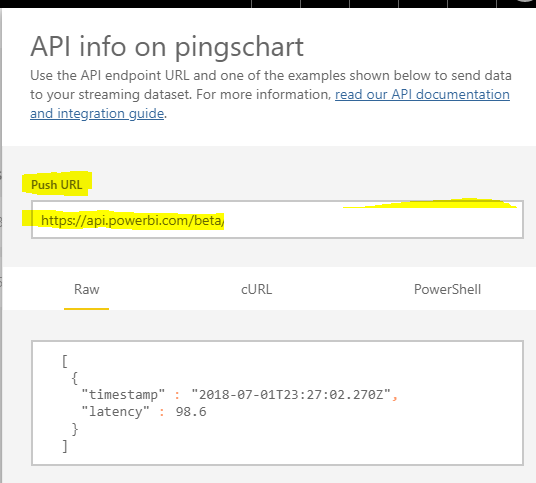 API info on pingschart
Use the API endpoint URL and one of the examples shown below to send data
to your streaming dataset. For more information, read our API documentation
and integration guide.
Push URL
https://api.powerbi.com/beta/
Raw cURL PowerShell
[
{
"timestamp" : "2018-07-01T23:27:02.270Z",
"latency" : 98.6
}
]